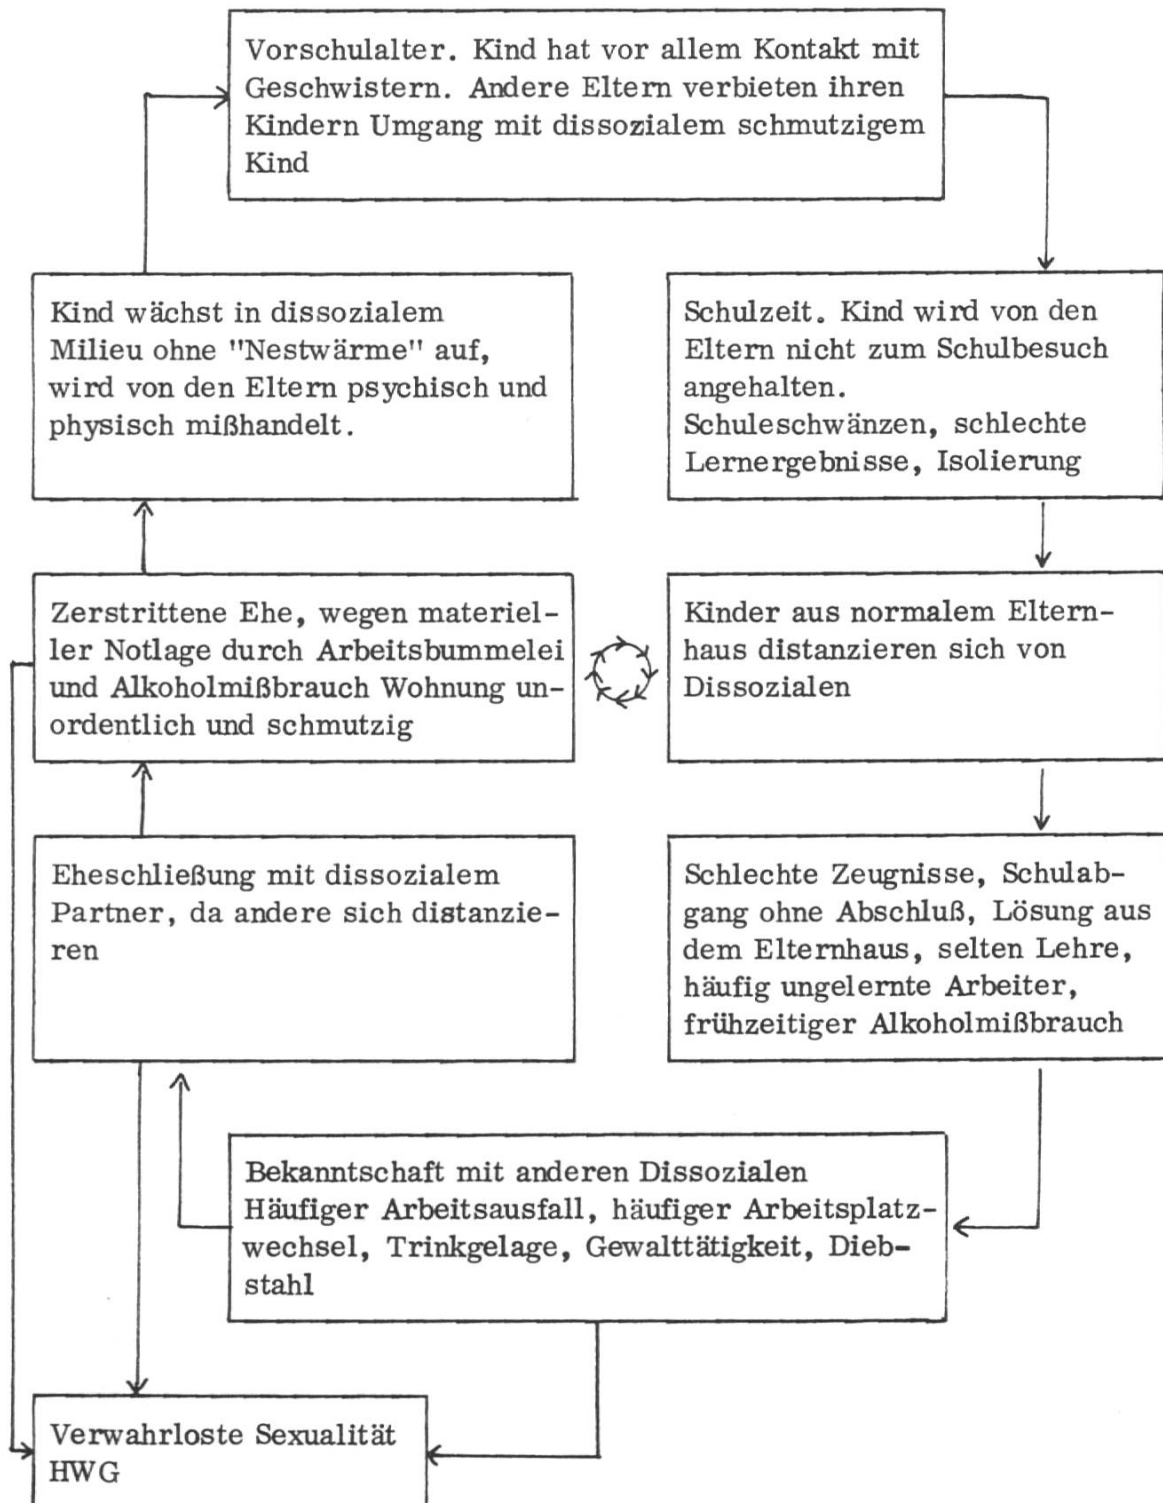 Vorschulalter. Kind hat vor allem Kontakt mit
Geschwistern. Andere Eltern verbieten ihren
Kindern Umgang mit dissozialem schmutzigem
Kind
Kind wächst in dissozialem
Milieu ohne "Nestwärme" auf,
wird von den Eltern psychisch und
physisch mißhandelt.
Schulzeit. Kind wird von den
Eltern nicht zum Schulbesuch
angehalten.
Schuleschwänzen, schlechte
Lernergebnisse, Isolierung
Zerstrittene Ehe, wegen materiel-
ler Notlage durch Arbeitsbummelei
und Alkoholmißbrauch Wohnung un-
ordentlich und schmutzig
Kinder aus normalem Eltern-
haus distanzieren sich von
Dissozialen
Eheschließung mit dissozialem
Partner, da andere sich distanzie-
ren
Schlechte Zeugnisse, Schulab-
gang ohne Abschluß, Lösung aus
dem Elternhaus, selten Lehre,
häufig ungelernte Arbeiter,
frühzeitiger Alkoholmißbrauch
Bekanntschaft mit anderen Dissozialen
Häufiger Arbeitsausfall, häufiger Arbeitsplatz-
wechsel, Trinkgelage, Gewalttätigkeit, Dieb-
stahl
Verwahrloste Sexualität
HWG